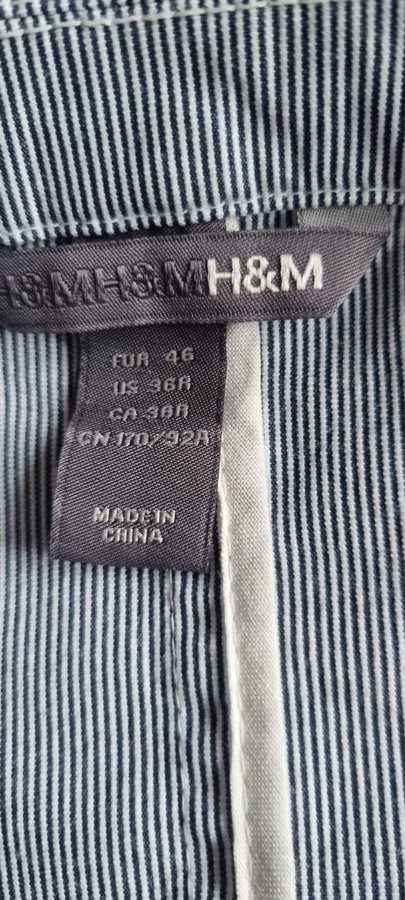 H&MH&MH&M
EUR 46
US 36R
CA 36R
*CN 170/92A
MADE IN
CHINA